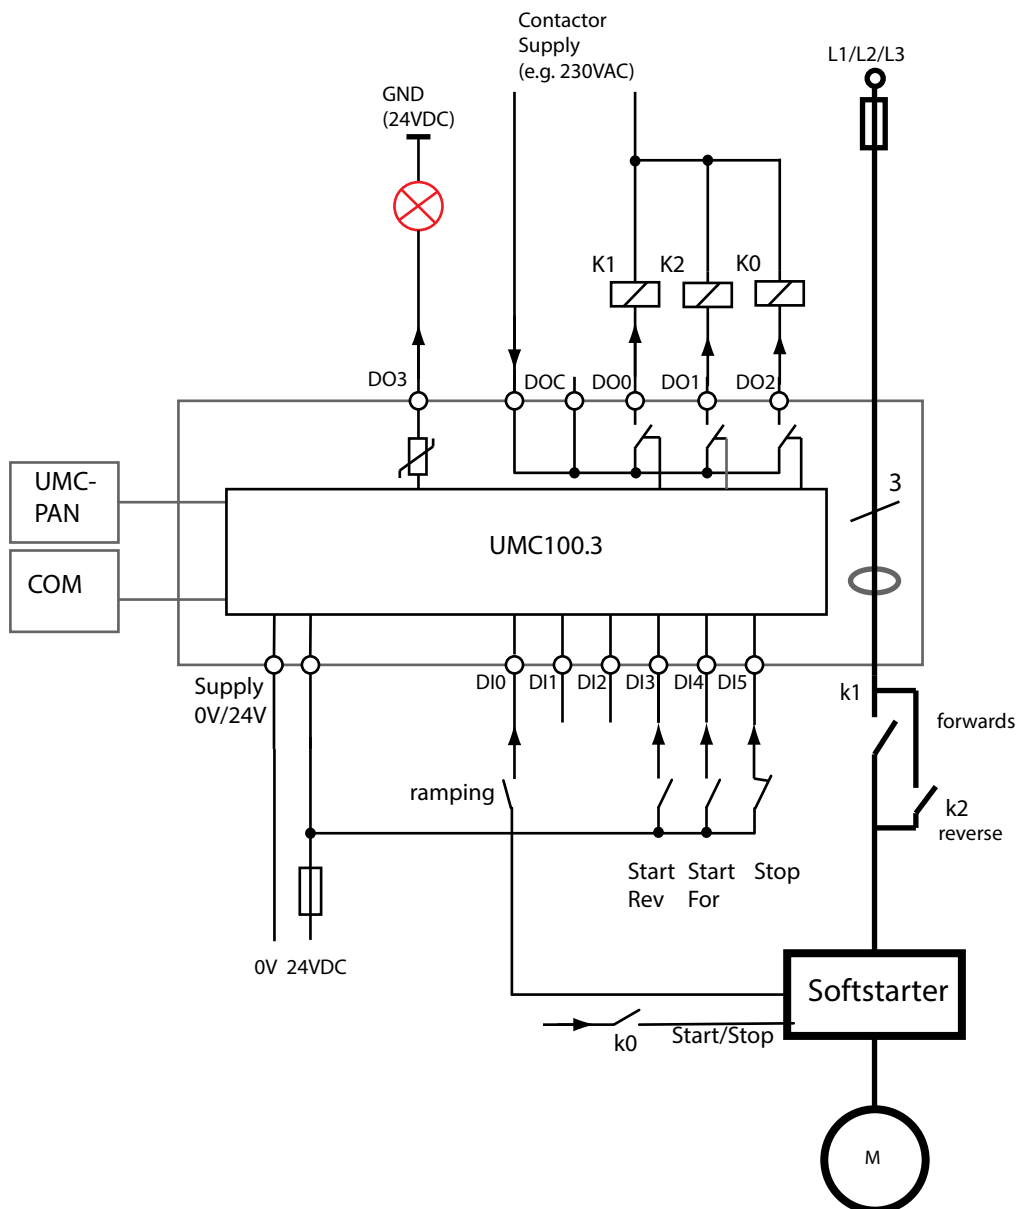 Contactor
Supply
(e.g. 230VAC)
L1/L2/L3
GND
(24VDC)
K1
K2
K0
DO3
DOC
DO0
DO1
DO2
UMC-
PAN
3
UMC100.3
COM
Supply
0V/24V
DI0
DI1
DI2
DI3
DI4
DI5
k1
forwards
ramping
k2
reverse
Start
Rev
Start
For
Stop
0V
24VDC
Softstarter
Start/Stop
k0
M